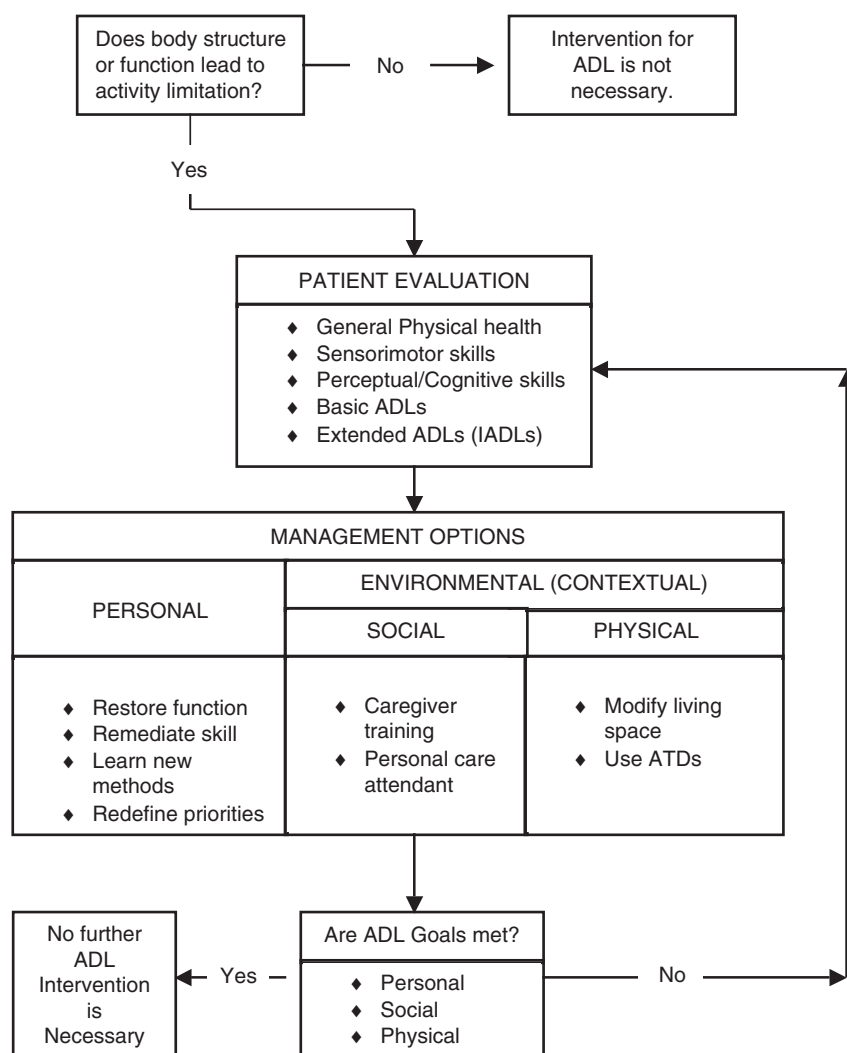 Does body structure
or function lead to
activity limitation?
No
Intervention for
ADL is not
necessary.
Yes
PATIENT EVALUATION
♦ General Physical health
♦ Sensorimotor skills
♦ Perceptual/Cognitive skills
♦ Basic ADLs
♦ Extended ADLs (IADLs)
MANAGEMENT OPTIONS
PERSONAL
ENVIRONMENTAL (CONTEXTUAL)
SOCIAL
PHYSICAL
♦ Restore function
♦ Remediate skill
♦ Learn new
methods
♦ Redefine priorities
♦ Caregiver
training
♦ Personal care
attendant
♦ Modify living
space
♦ Use ATDs
No further
ADL
Intervention
is
Necessary
Yes
Are ADL Goals met?
♦ Personal
♦ Social
♦ Physical
No